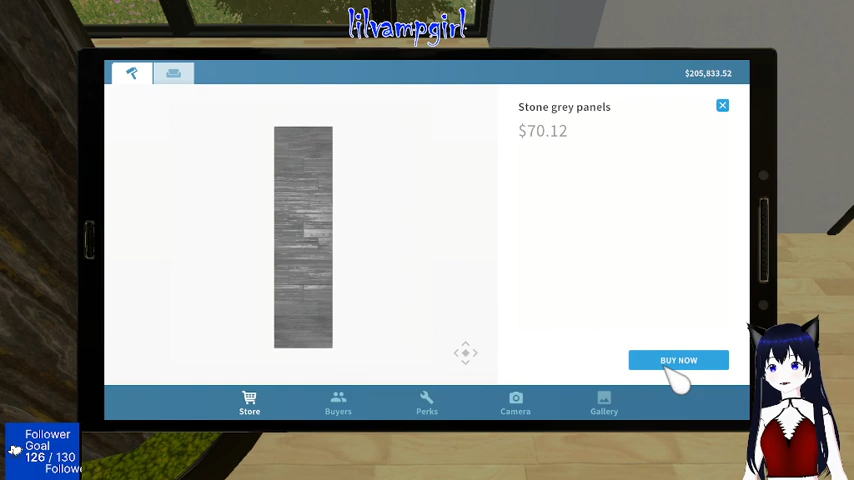 lilvampgirl
$205,833.52
Stone grey panels
$70.12
BUY NOW
Store
Buyers
Perks
Camera
Gallery
Follower
Goal
126 / 130
Followe